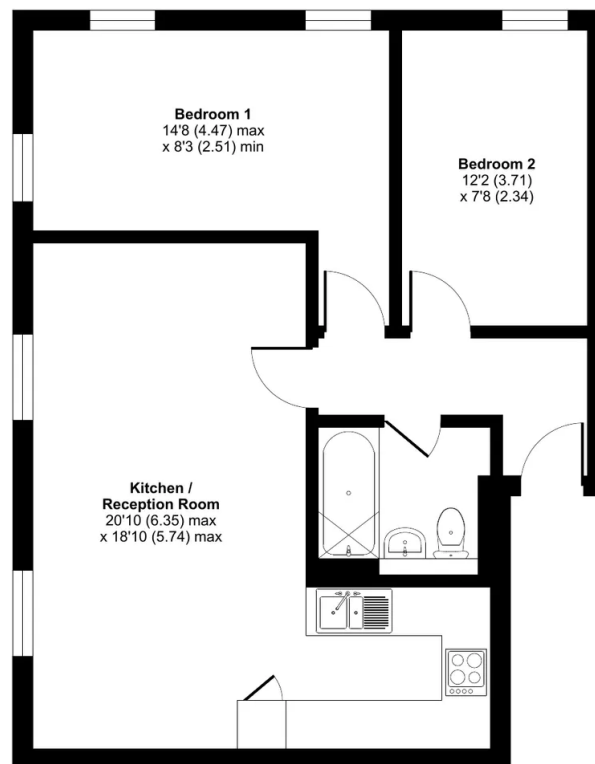 Bedroom 1
14'8 (4.47) max
x 8'3 (2.51) min
Bedroom 2
12'2 (3.71)
x 7'8 (2.34)
Kitchen /
Reception Room
20'10 (6.35) max
x 18'10 (5.74) max